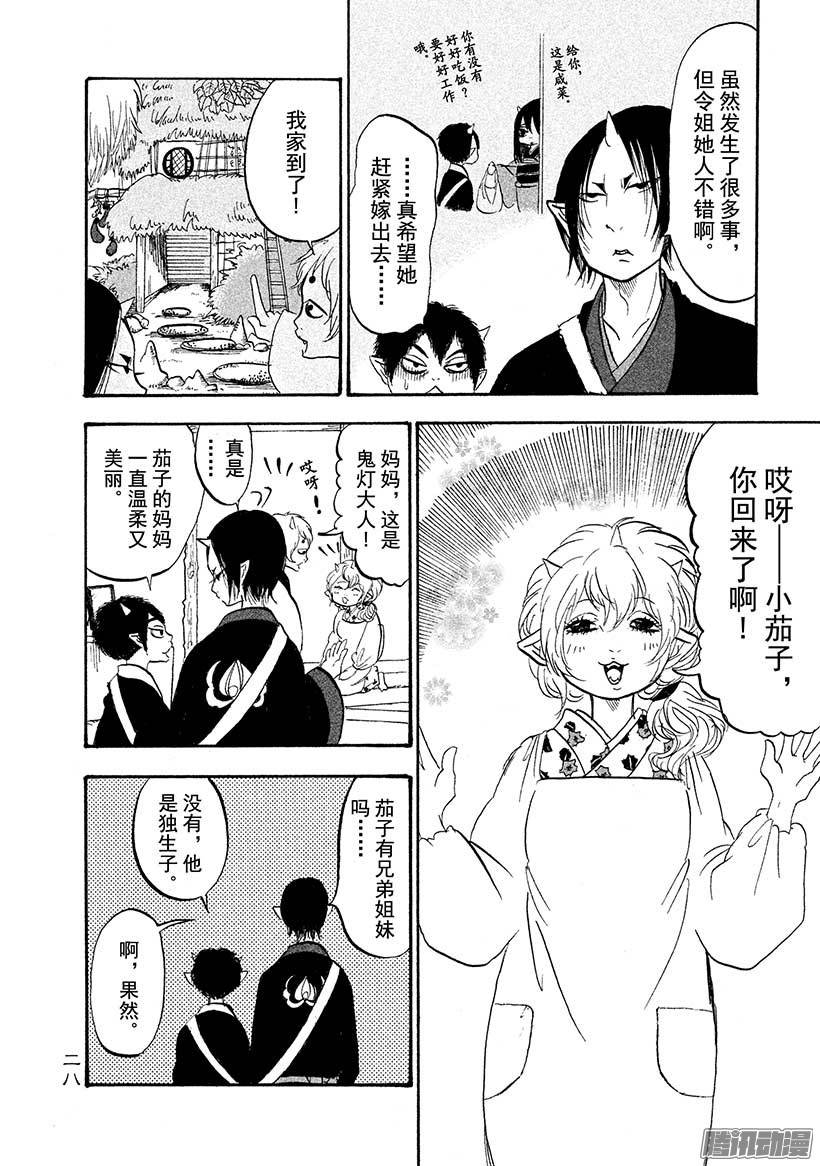 虽然发生了很多事，
但令姐她人不错啊。
给你，
这是咸菜。
你有没有
好好吃饭？
要好好工作
哦。
……真希望她
赶紧嫁出去……
我家到了！
哎呀——小茄子，
你回来了啊！
妈妈，这是
鬼灯大人！
哎呀！
真是
……
茄子的妈妈
一直温柔又
美丽。
茄子有兄弟姐妹
吗……
没有，他
是独生子。
啊，果然。
二八
腾讯动漫